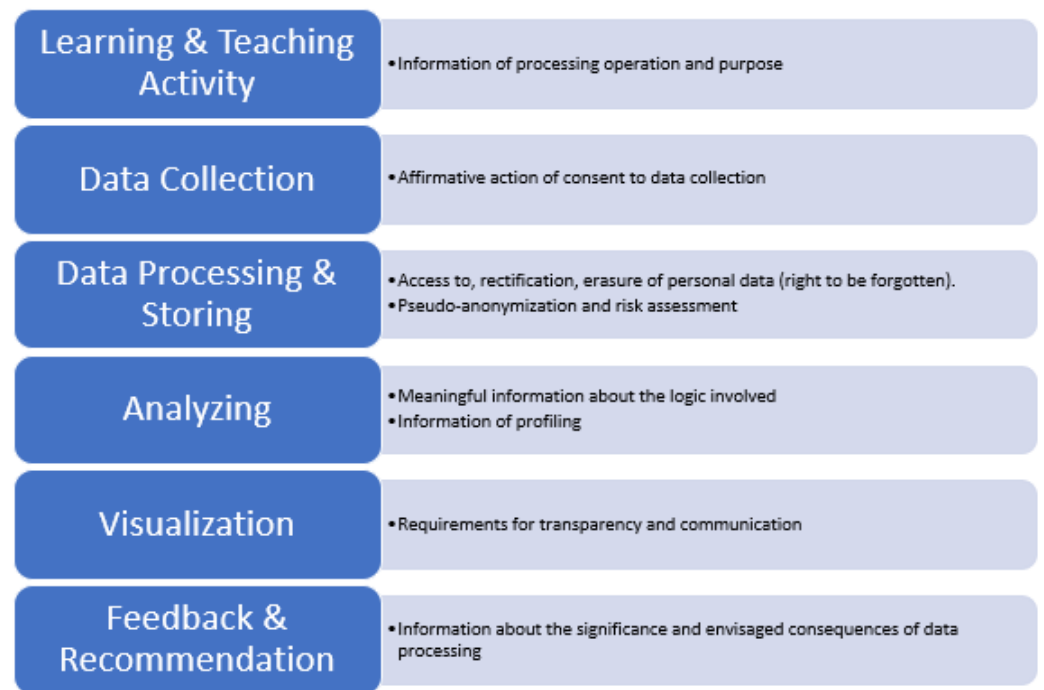 Learning & Teaching
Activity
•Information of processing operation and purpose
Data Collection
•Affirmative action of consent to data collection
Data Processing &
Storing
•Access to, rectification, erasure of personal data (right to be forgotten).
•Pseudo-anonymization and risk assessment
Analyzing
•Meaningful information about the logic involved
•Information of profiling
Visualization
•Requirements for transparency and communication
Feedback &
Recommendation
•Information about the significance and envisaged consequences of data
processing